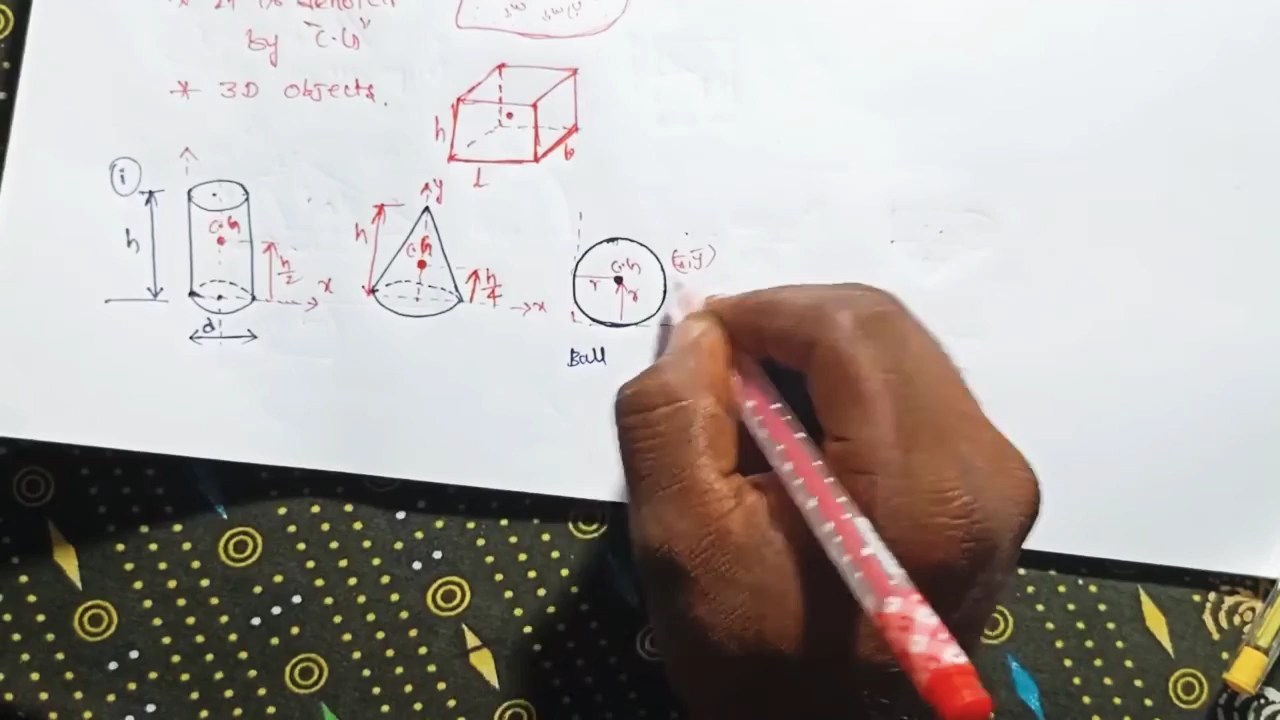 by "C.G"
* 3D objects.
h
b
L
i
h
C.G
h/2
x
d
y
h
C.G
h/4
x
C.G
r
r
(x̄,ȳ)
Ball